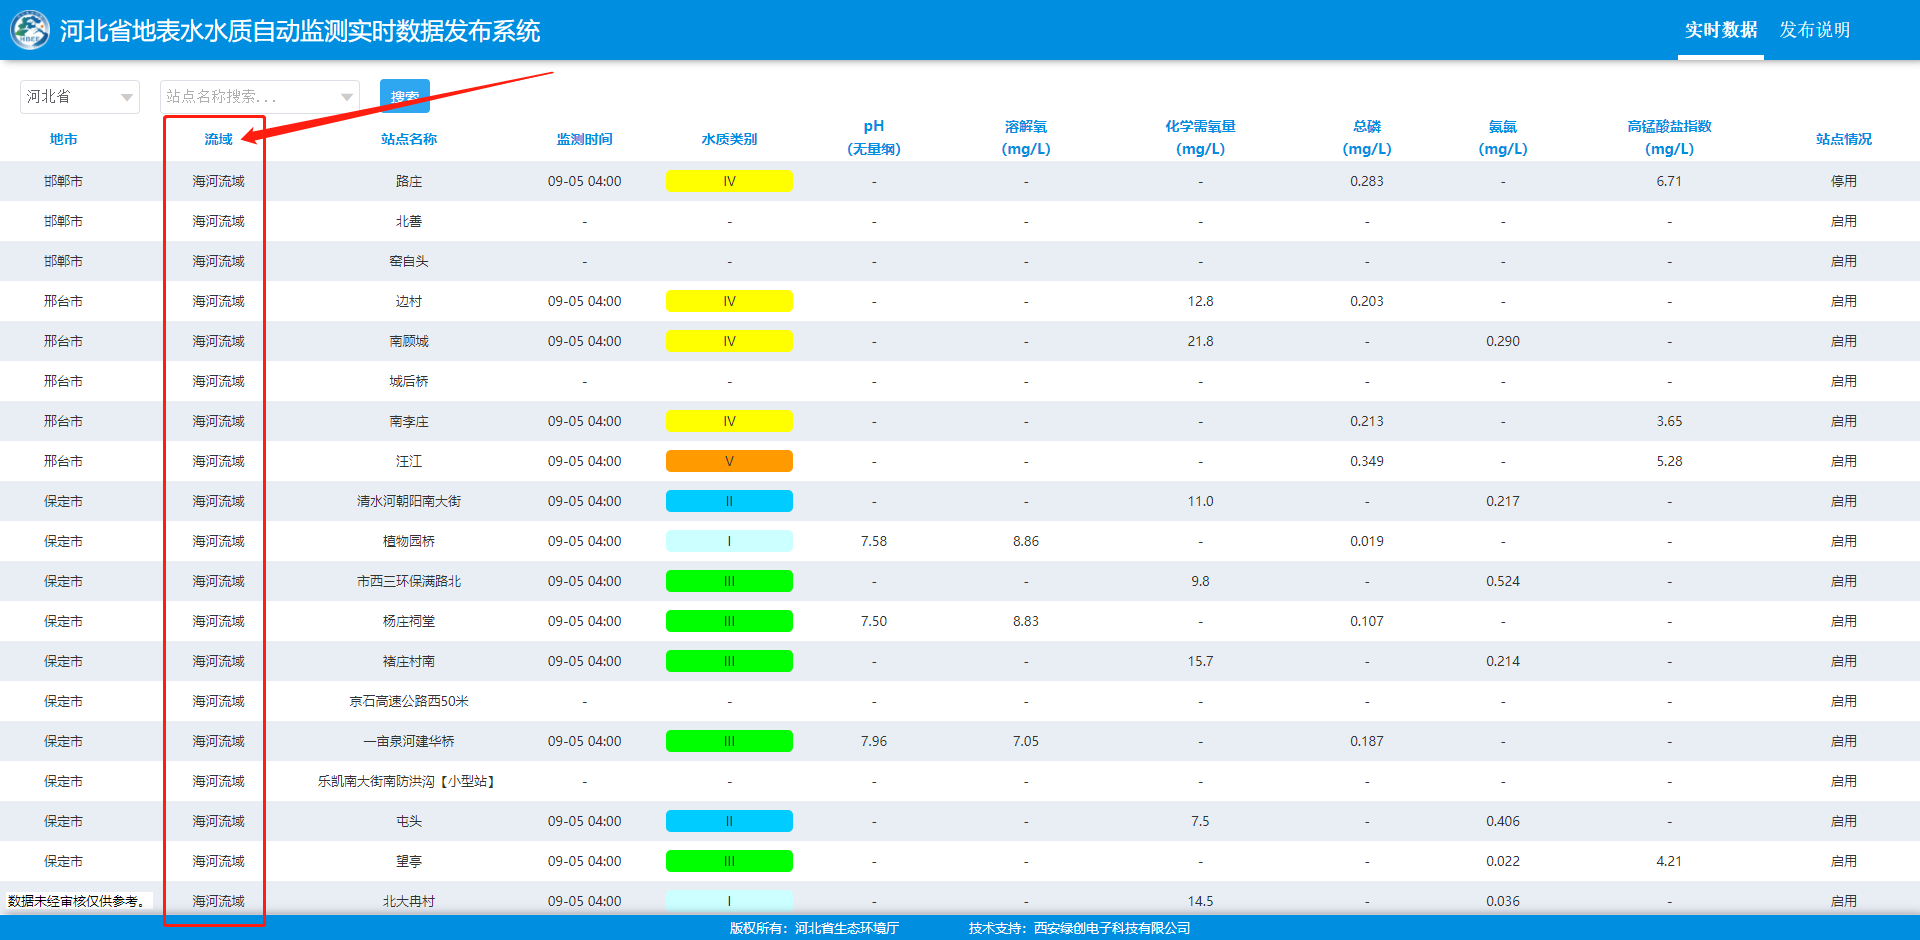 河北省地表水水质自动监测实时数据发布系统 实时数据 发布说明
河北省 站点名称搜索... 搜索
地市 流域 站点名称 监测时间 水质类别 pH (无量纲) 溶解氧 (mg/L) 化学需氧量 (mg/L) 总磷 (mg/L) 氨氮 (mg/L) 高锰酸盐指数 (mg/L) 站点情况
邯郸市 海河流域 路庄 09-05 04:00 IV - - - 0.283 - 6.71 停用
邯郸市 海河流域 北善 - - - - - - - - 启用
邯郸市 海河流域 窑自头 - - - - - - - - 启用
邢台市 海河流域 边村 09-05 04:00 IV - - 12.8 0.203 - - 启用
邢台市 海河流域 南顾城 09-05 04:00 IV - - 21.8 - 0.290 - 启用
邢台市 海河流域 城后桥 - - - - - - - - 启用
邢台市 海河流域 南李庄 09-05 04:00 IV - - - 0.213 - 3.65 启用
邢台市 海河流域 汪江 09-05 04:00 V - - - 0.349 - 5.28 启用
保定市 海河流域 清水河朝阳南大街 09-05 04:00 II - - 11.0 - 0.217 - 启用
保定市 海河流域 植物园桥 09-05 04:00 I 7.58 8.86 - 0.019 - - 启用
保定市 海河流域 市西三环保满路北 09-05 04:00 III - - 9.8 - 0.524 - 启用
保定市 海河流域 杨庄祠堂 09-05 04:00 III 7.50 8.83 - 0.107 - - 启用
保定市 海河流域 褚庄村南 09-05 04:00 III - - 15.7 - 0.214 - 启用
保定市 海河流域 京石高速公路西50米 - - - - - - - - 启用
保定市 海河流域 一亩泉河建华桥 09-05 04:00 III 7.96 7.05 - 0.187 - - 启用
保定市 海河流域 乐凯南大街南防洪沟【小型站】 - - - - - - - - 启用
保定市 海河流域 屯头 09-05 04:00 II - - 7.5 - 0.406 - 启用
保定市 海河流域 望亭 09-05 04:00 III - - - - 0.022 4.21 启用
数据未经审核仅供参考。 海河流域 北大冉村 09-05 04:00 I - - 14.5 - 0.036 - 启用
版权所有：河北省生态环境厅 技术支持：西安绿创电子科技有限公司